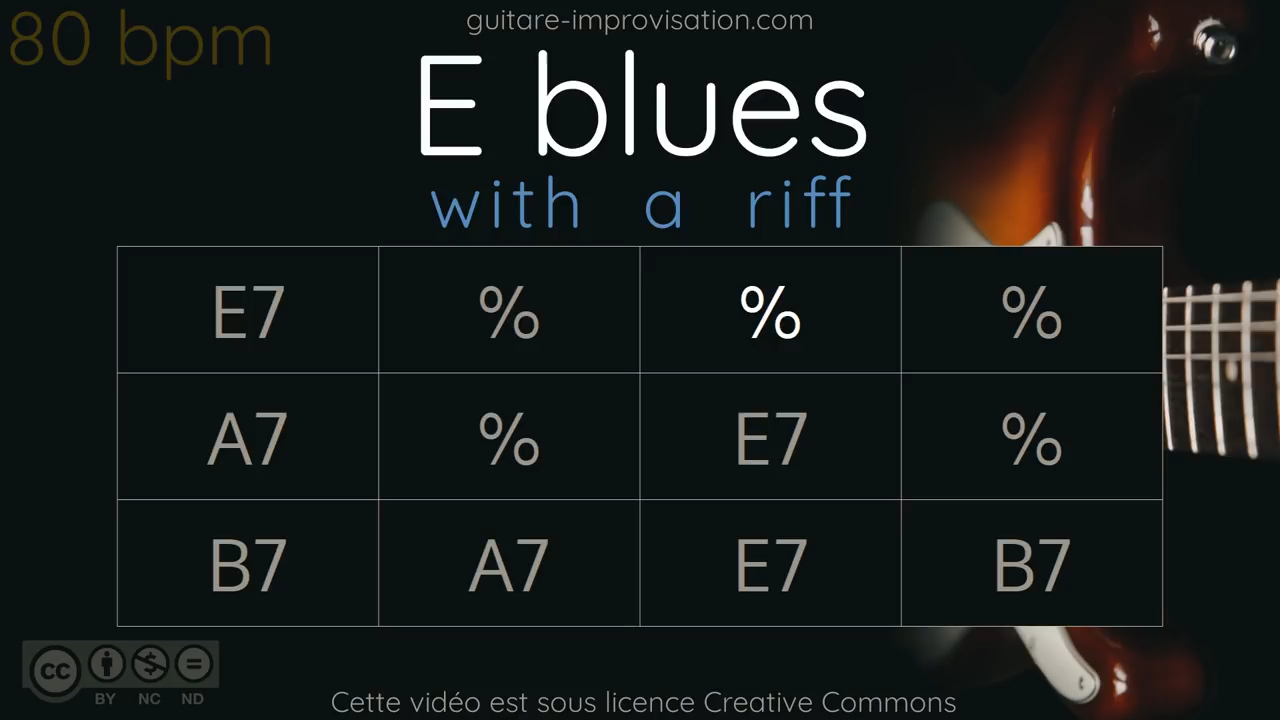 80 bpm
guitare-improvisation.com
E blues
with a riff
E7 % % %
A7 % E7 %
B7 A7 E7 B7
cc
BY NC ND
Cette vidéo est sous licence Creative Commons